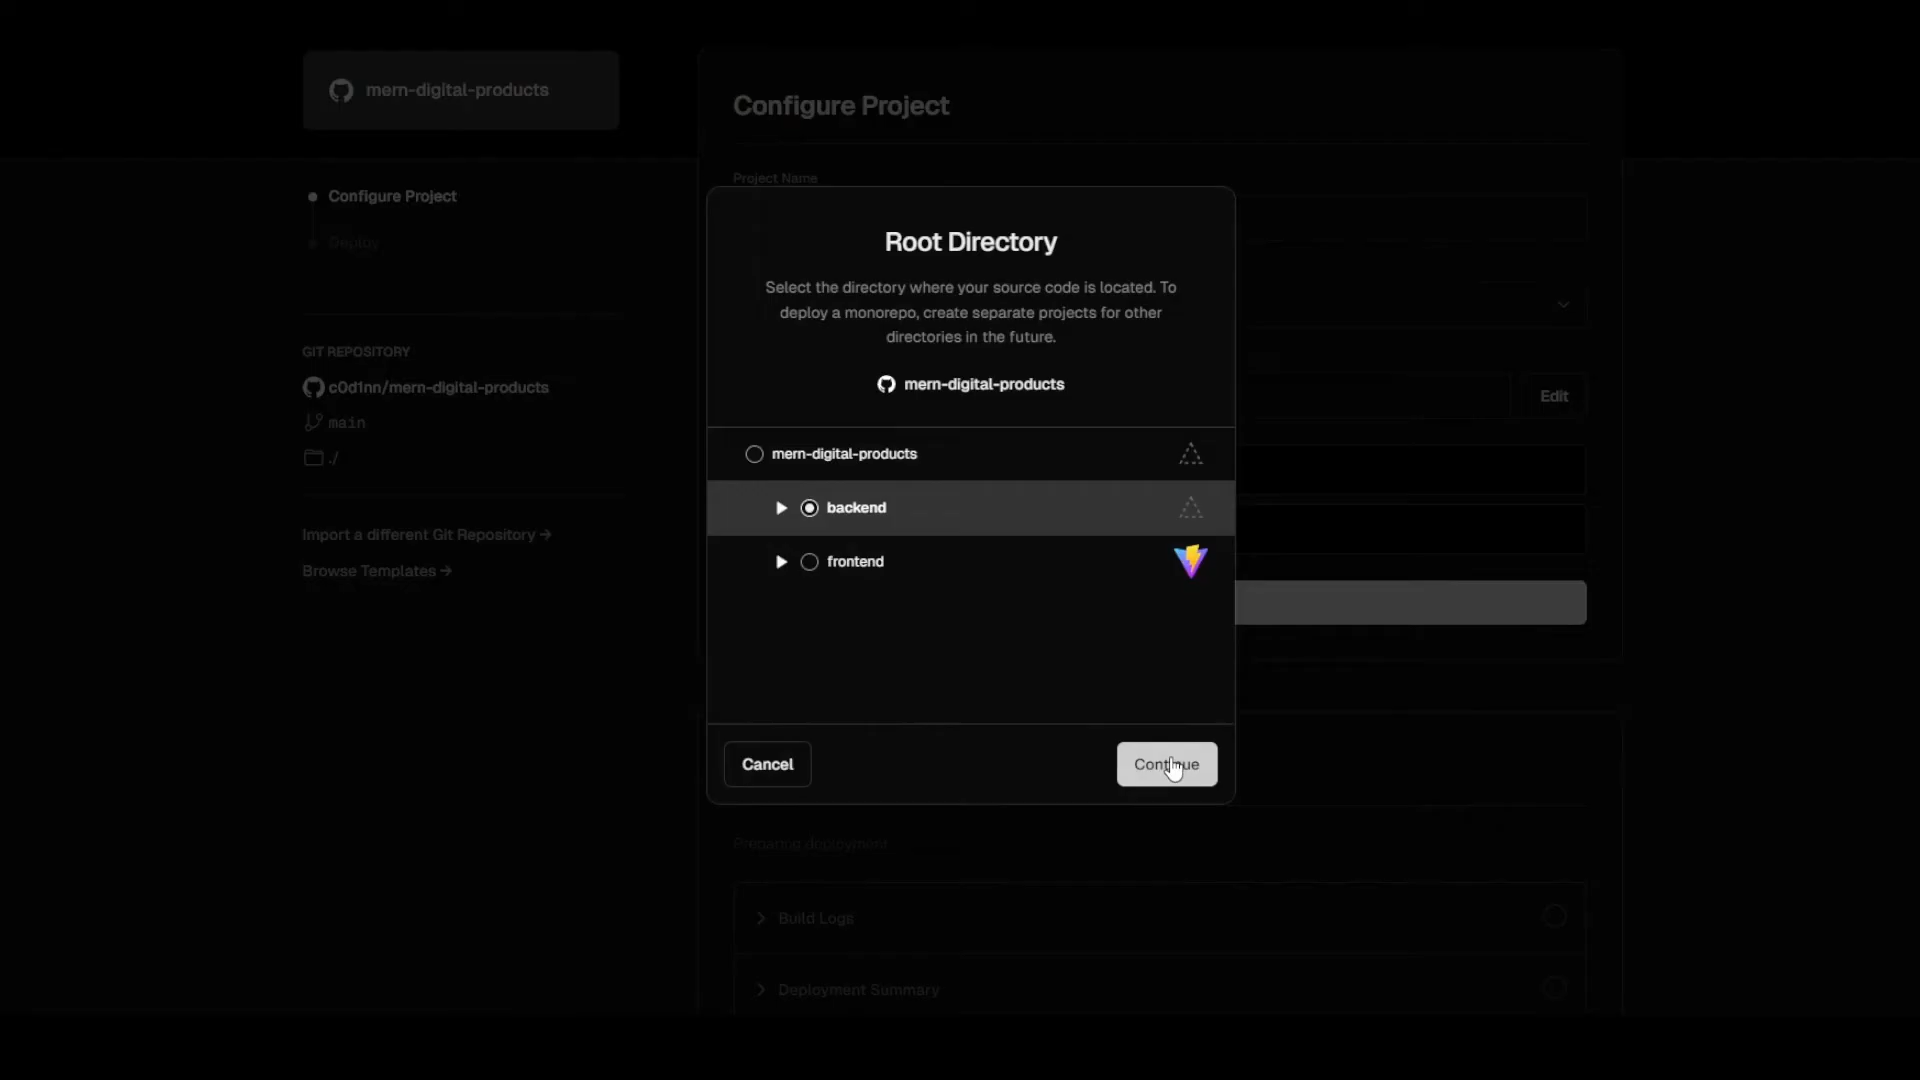 mern-digital-products
Configure Project
Deploy
GIT REPOSITORY
c0d1nn/mern-digital-products
main
./
Import a different Git Repository →
Browse Templates →
Configure Project
Project Name
Edit
Root Directory
Select the directory where your source code is located. To
deploy a monorepo, create separate projects for other
directories in the future.
mern-digital-products
mern-digital-products
backend
frontend
Cancel
Continue
Preparing deployment
Build Logs
Deployment Summary